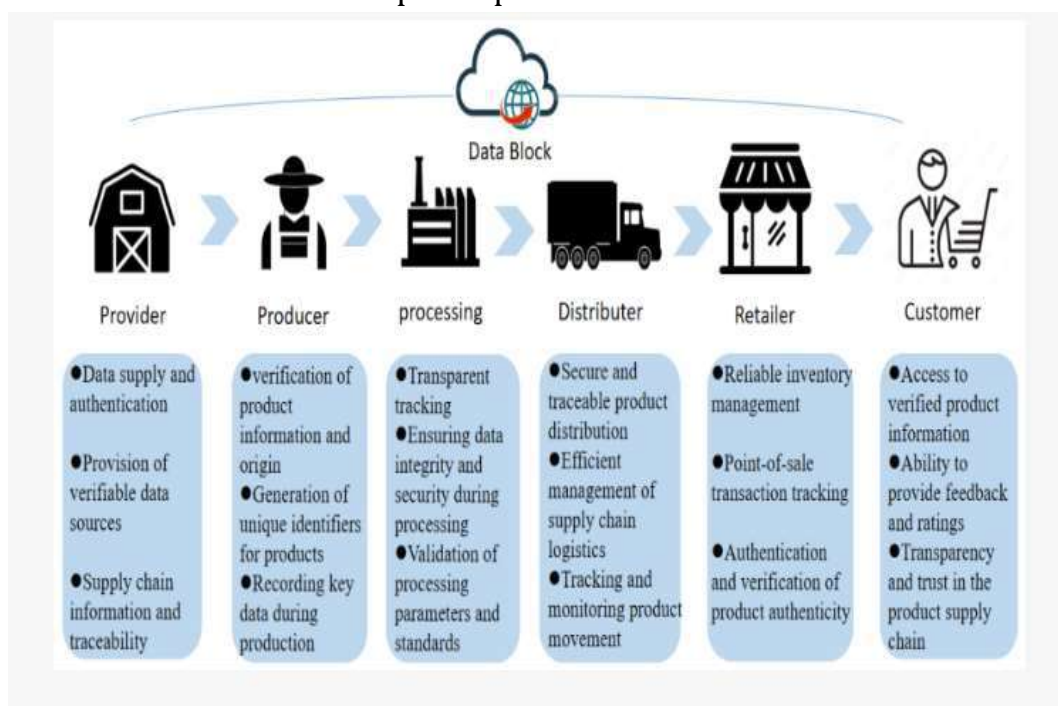 Data Block
Provider
Producer
processing
Distributer
Retailer
Customer
●Data supply and
authentication
●Provision of
verifiable data
sources
●Supply chain
information and
traceability
●verification of
product
information and
origin
●Generation of
unique identifiers
for products
●Recording key
data during
production
●Transparent
tracking
●Ensuring data
integrity and
security during
processing
●Validation of
processing
parameters and
standards
●Secure and
traceable product
distribution
●Efficient
management of
supply chain
logistics
●Tracking and
monitoring product
movement
●Reliable inventory
management
●Point-of-sale
transaction tracking
●Authentication
and verification of
product authenticity
●Access to
verified product
information
●Ability to
provide feedback
and ratings
●Transparency
and trust in the
product supply
chain